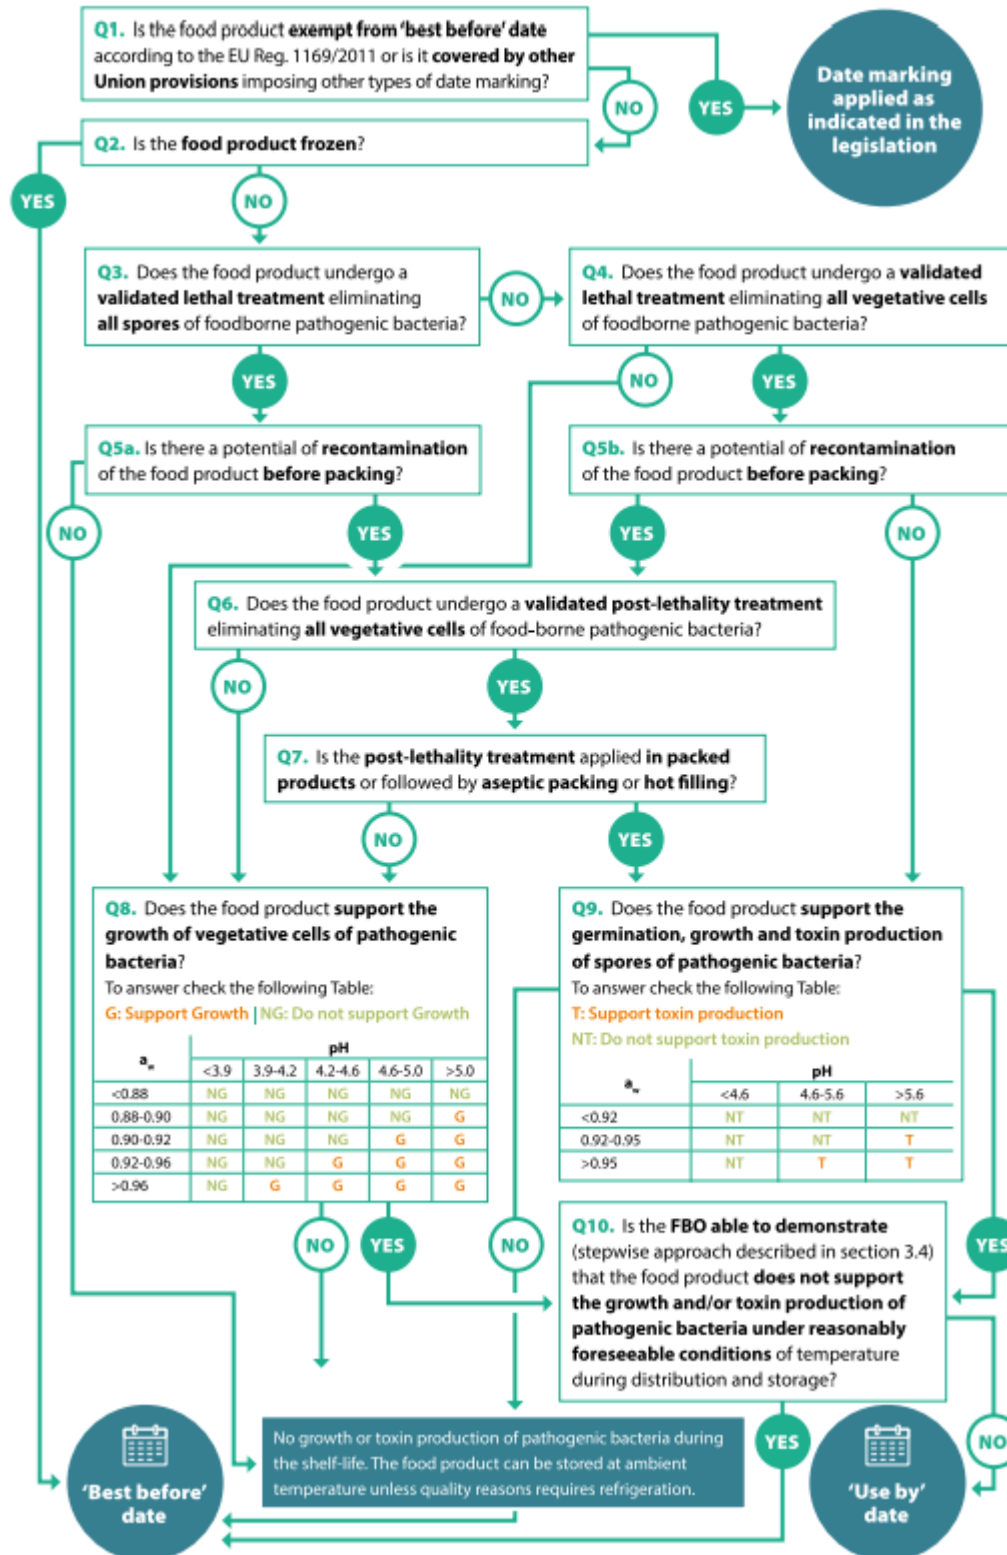 Q1. Is the food product exempt from 'best before' date
according to the EU Reg. 1169/2011 or is it covered by other
Union provisions imposing other types of date marking?
NO
YES
Date marking
applied as
indicated in the
legislation
Q2. Is the food product frozen?
YES
NO
Q3. Does the food product undergo a
validated lethal treatment eliminating
all spores of foodborne pathogenic bacteria?
NO
Q4. Does the food product undergo a validated
lethal treatment eliminating all vegetative cells
of foodborne pathogenic bacteria?
YES
NO
YES
Q5a. Is there a potential of recontamination
of the food product before packing?
Q5b. Is there a potential of recontamination
of the food product before packing?
NO
YES
YES
NO
Q6. Does the food product undergo a validated post-lethality treatment
eliminating all vegetative cells of food-borne pathogenic bacteria?
NO
YES
Q7. Is the post-lethality treatment applied in packed
products or followed by aseptic packing or hot filling?
NO
YES
Q8. Does the food product support the
growth of vegetative cells of pathogenic
bacteria?
To answer check the following Table:
G: Support Growth | NG: Do not support Growth
aw pH
<3.9 3.9-4.2 4.2-4.6 4.6-5.0 >5.0
<0.88 NG NG NG NG NG
0.88-0.90 NG NG NG NG G
0.90-0.92 NG NG NG G G
0.92-0.96 NG NG G G G
>0.96 NG G G G G
Q9. Does the food product support the
germination, growth and toxin production
of spores of pathogenic bacteria?
To answer check the following Table:
T: Support toxin production
NT: Do not support toxin production
aw pH
<4.6 4.6-5.6 >5.6
<0.92 NT NT NT
0.92-0.95 NT NT T
>0.95 NT T T
NO
YES
NO
YES
Q10. Is the FBO able to demonstrate
(stepwise approach described in section 3.4)
that the food product does not support
the growth and/or toxin production of
pathogenic bacteria under reasonably
foreseeable conditions of temperature
during distribution and storage?
'Best before'
date
No growth or toxin production of pathogenic bacteria during
the shelf-life. The food product can be stored at ambient
temperature unless quality reasons requires refrigeration.
YES
'Use by'
date
NO